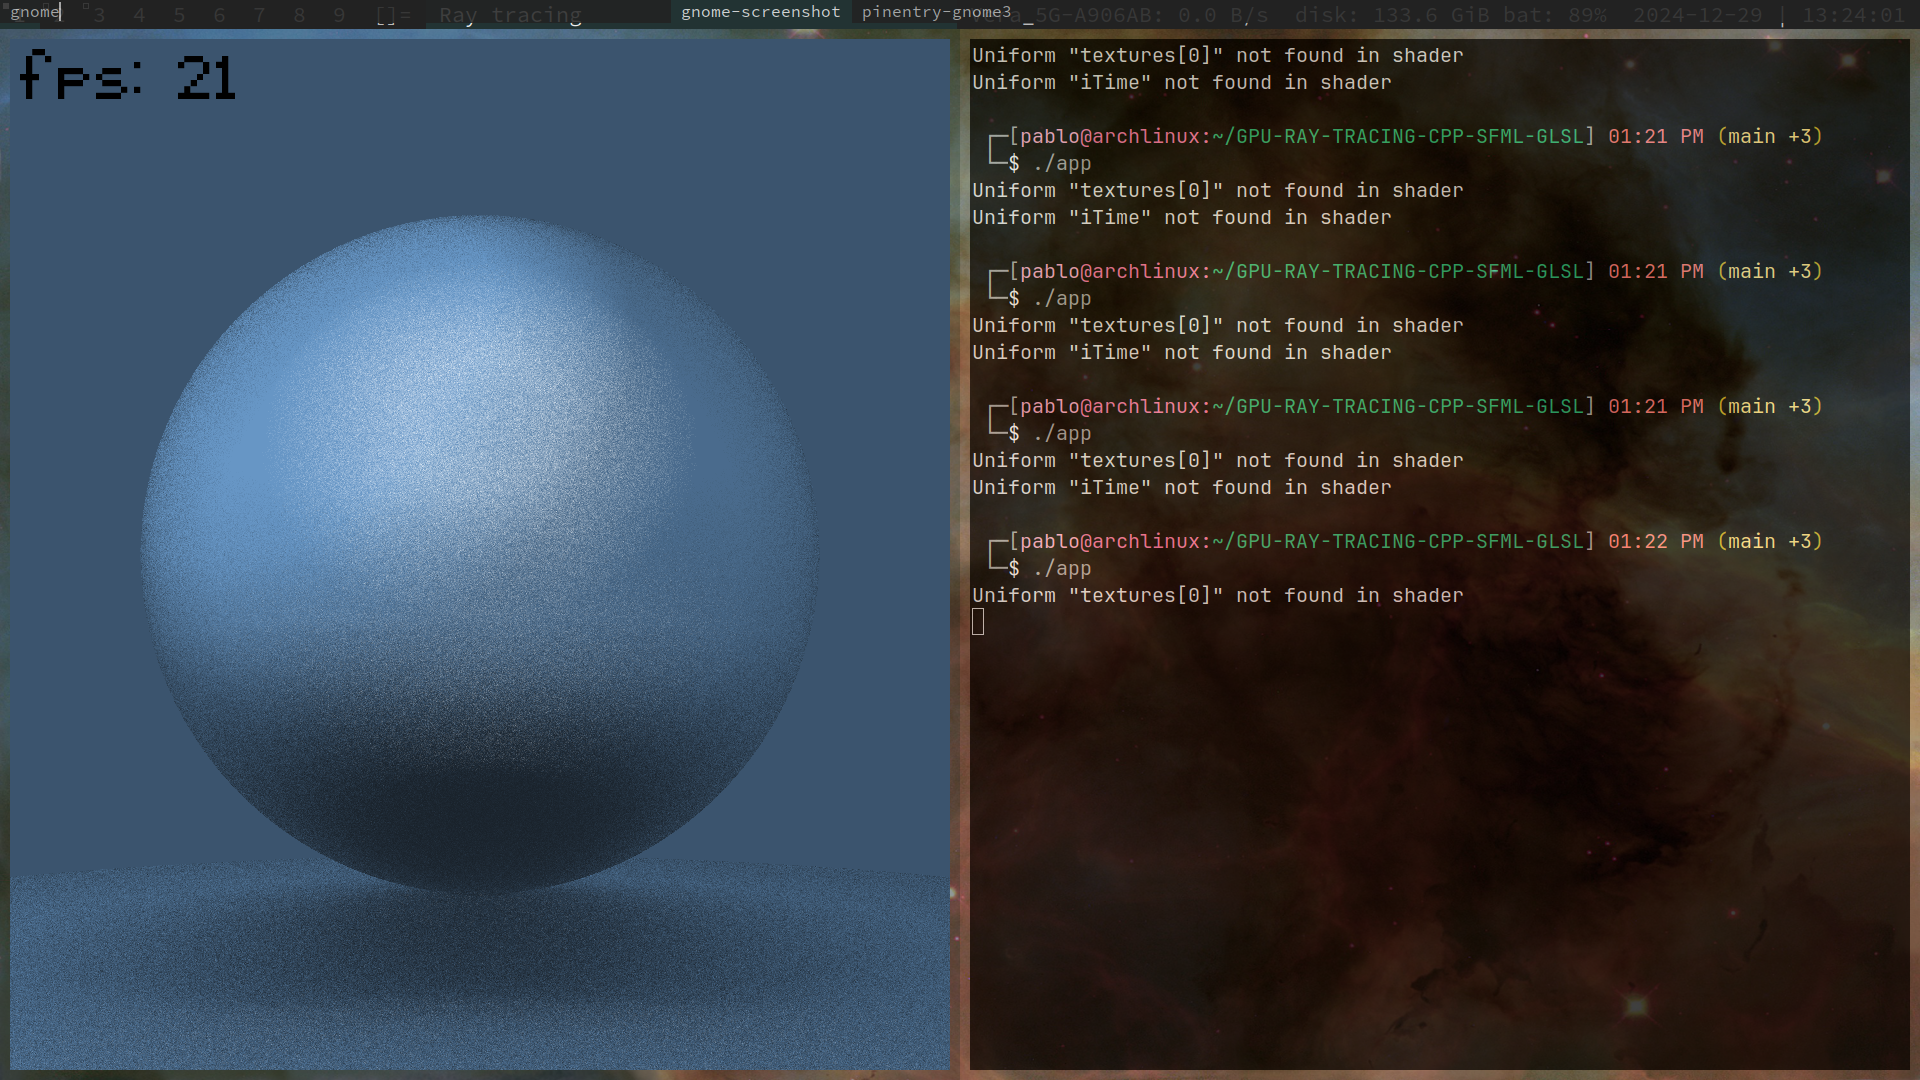 gnome 3 4 5 6 7 8 9 []= Ray tracing gnome-screenshot pinentry-gnome3 _5G-A906AB: 0.0 B/s disk: 133.6 GiB bat: 89% 2024-12-29 | 13:24:01
fps: 21
Uniform "textures[0]" not found in shader
Uniform "iTime" not found in shader
┌─[pablo@archlinux:~/GPU-RAY-TRACING-CPP-SFML-GLSL] 01:21 PM (main +3)
└─$ ./app
Uniform "textures[0]" not found in shader
Uniform "iTime" not found in shader
┌─[pablo@archlinux:~/GPU-RAY-TRACING-CPP-SFML-GLSL] 01:21 PM (main +3)
└─$ ./app
Uniform "textures[0]" not found in shader
Uniform "iTime" not found in shader
┌─[pablo@archlinux:~/GPU-RAY-TRACING-CPP-SFML-GLSL] 01:21 PM (main +3)
└─$ ./app
Uniform "textures[0]" not found in shader
Uniform "iTime" not found in shader
┌─[pablo@archlinux:~/GPU-RAY-TRACING-CPP-SFML-GLSL] 01:22 PM (main +3)
└─$ ./app
Uniform "textures[0]" not found in shader